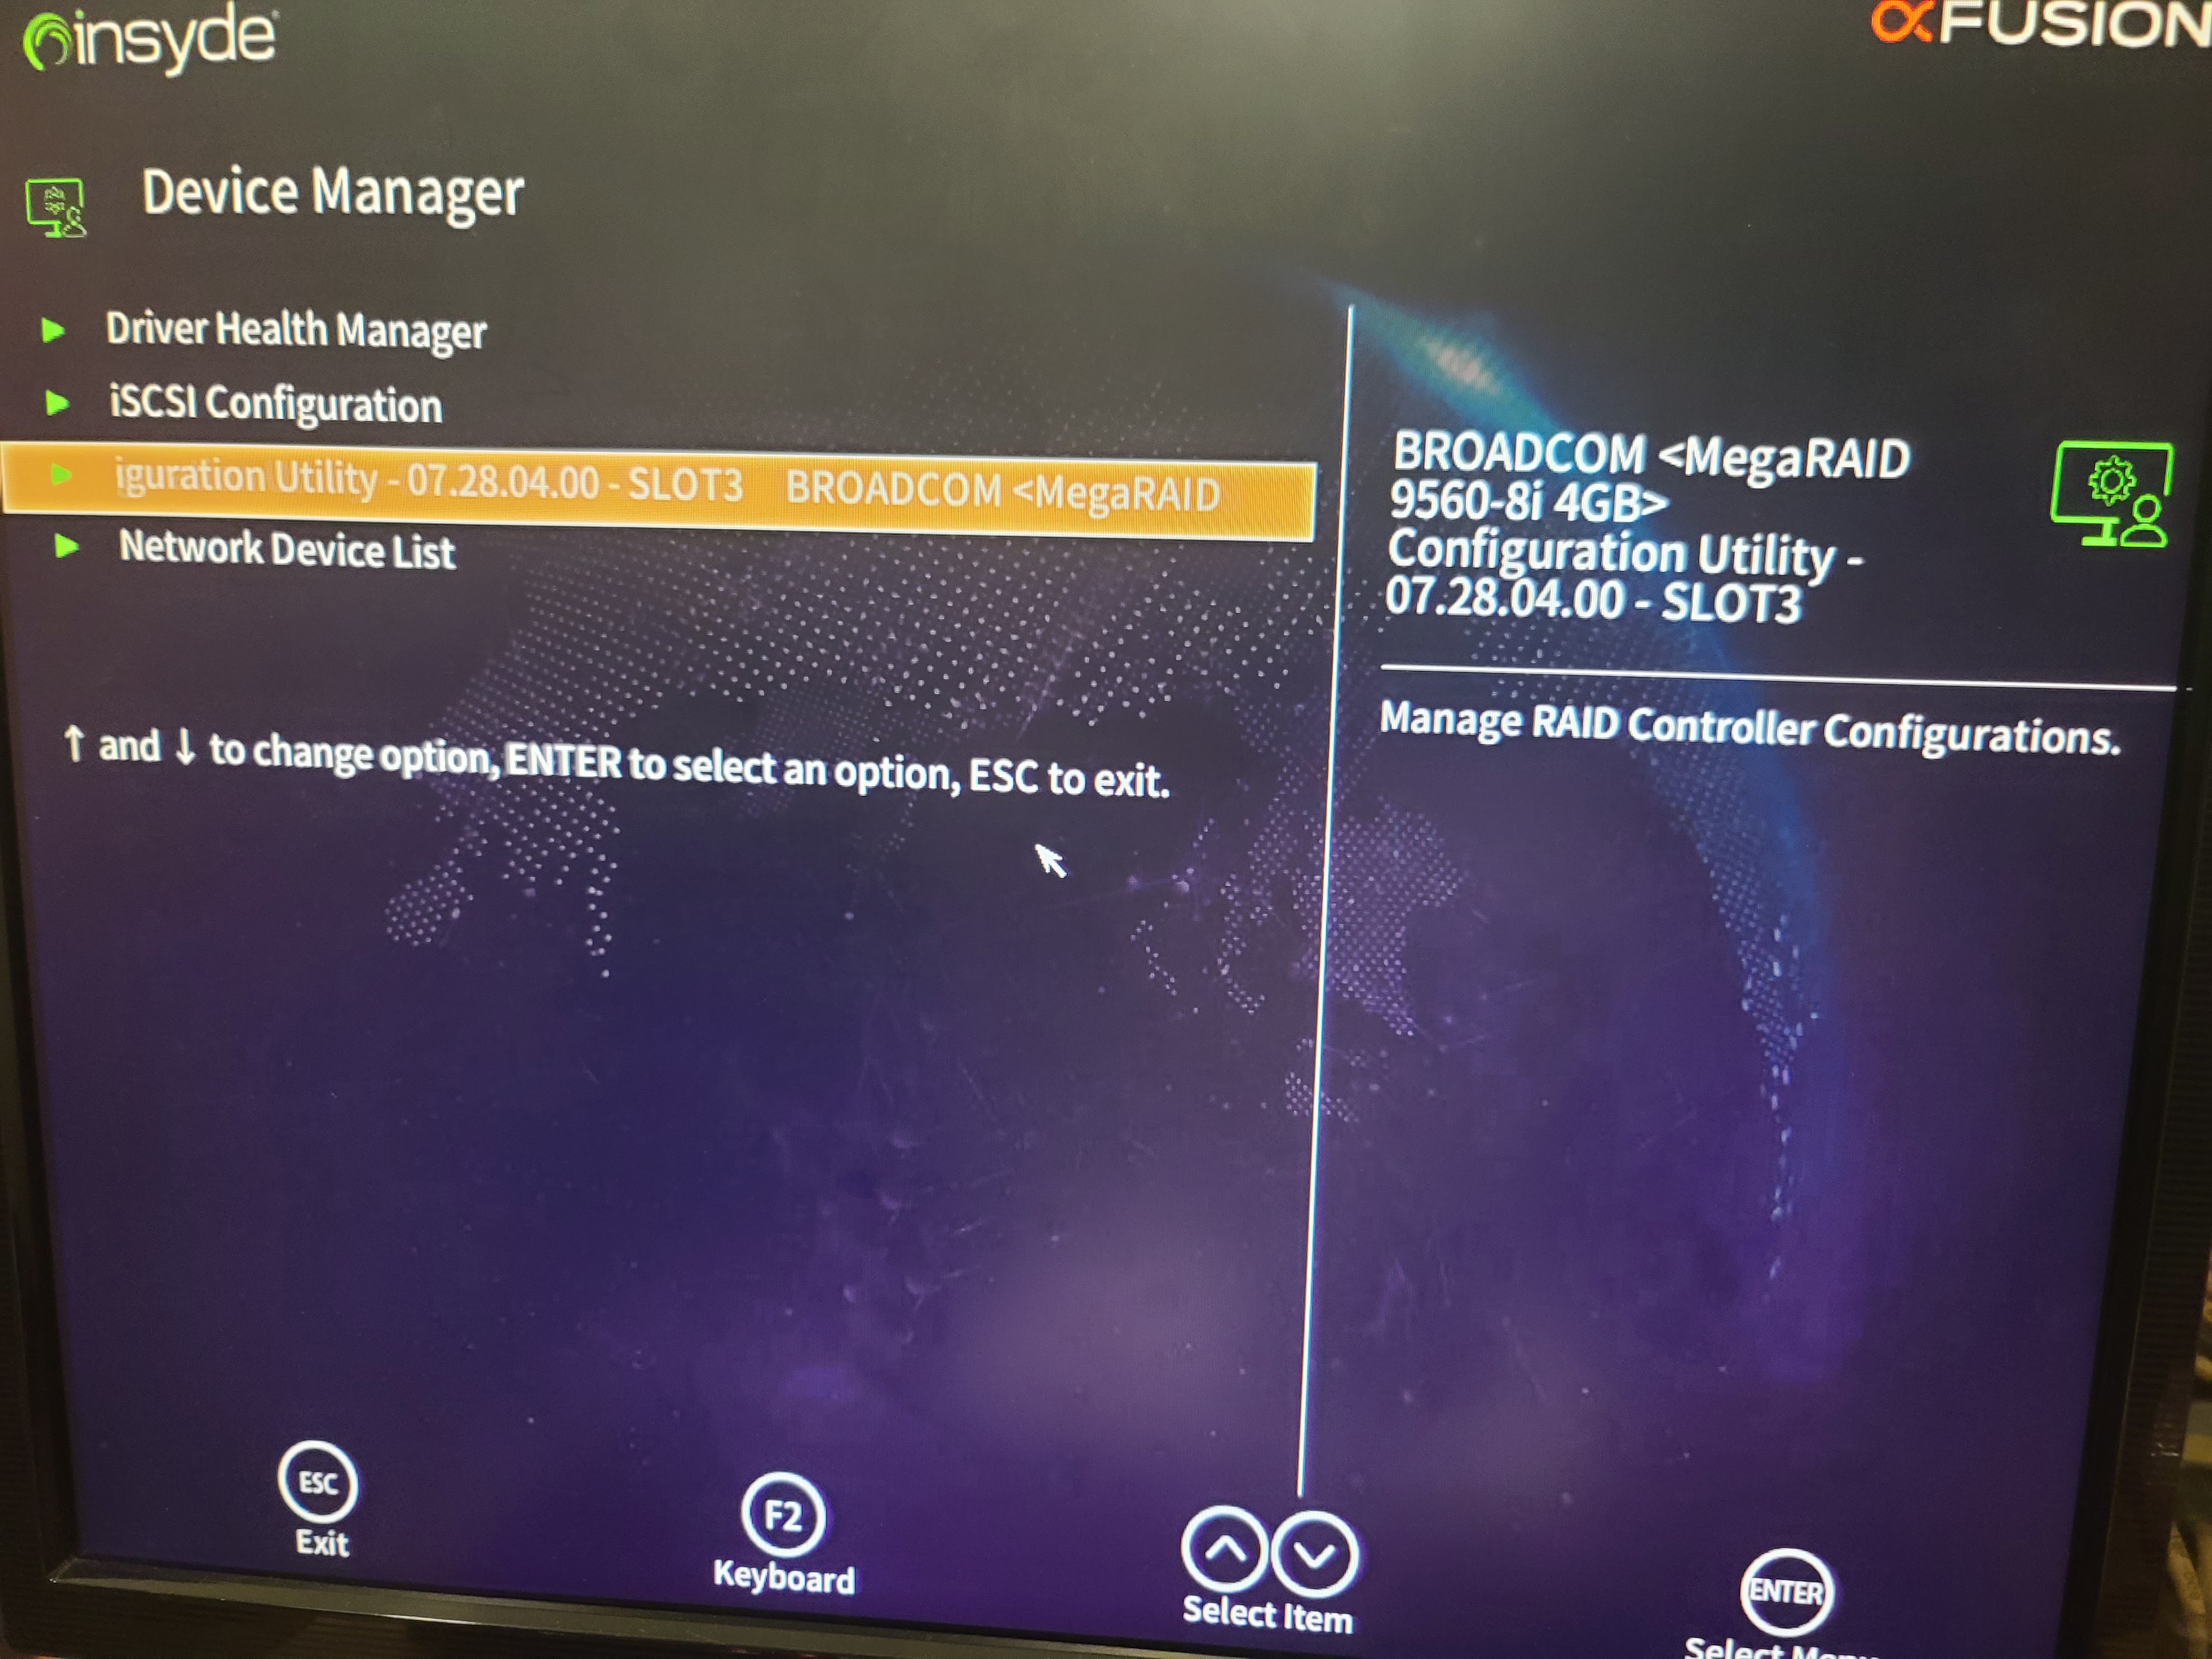 insyde
αFUSION
Device Manager
Driver Health Manager
iSCSI Configuration
iguration Utility - 07.28.04.00 - SLOT3 BROADCOM <MegaRAID
Network Device List
↑ and ↓ to change option, ENTER to select an option, ESC to exit.
BROADCOM <MegaRAID
9560-8i 4GB>
Configuration Utility -
07.28.04.00 - SLOT3
Manage RAID Controller Configurations.
ESC
Exit
F2
Keyboard
Select Item
ENTER
Select Menu